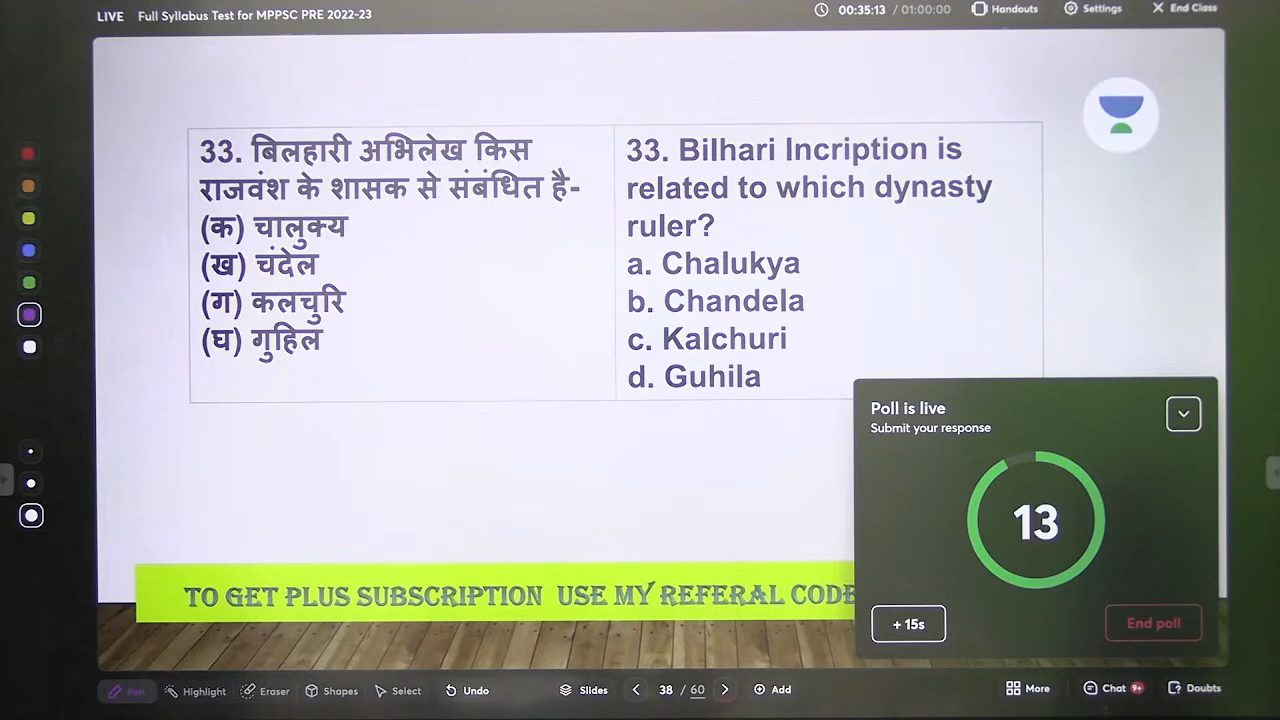 LIVE Full Syllabus Test for MPPSC PRE 2022-23
00:35:13 / 01:00:00 Handouts Settings End Class
33. बिलहारी अभिलेख किस
राजवंश के शासक से संबंधित है-
(क) चालुक्य
(ख) चंदेल
(ग) कलचुरि
(घ) गुहिल
33. Bilhari Incription is
related to which dynasty
ruler?
a. Chalukya
b. Chandela
c. Kalchuri
d. Guhila
Poll is live
Submit your response
13
+ 15s End poll
TO GET PLUS SUBSCRIPTION USE MY REFERAL CODE
Pen Highlight Eraser Shapes Select Undo Slides 38 / 60 Add More Chat 9+ Doubts